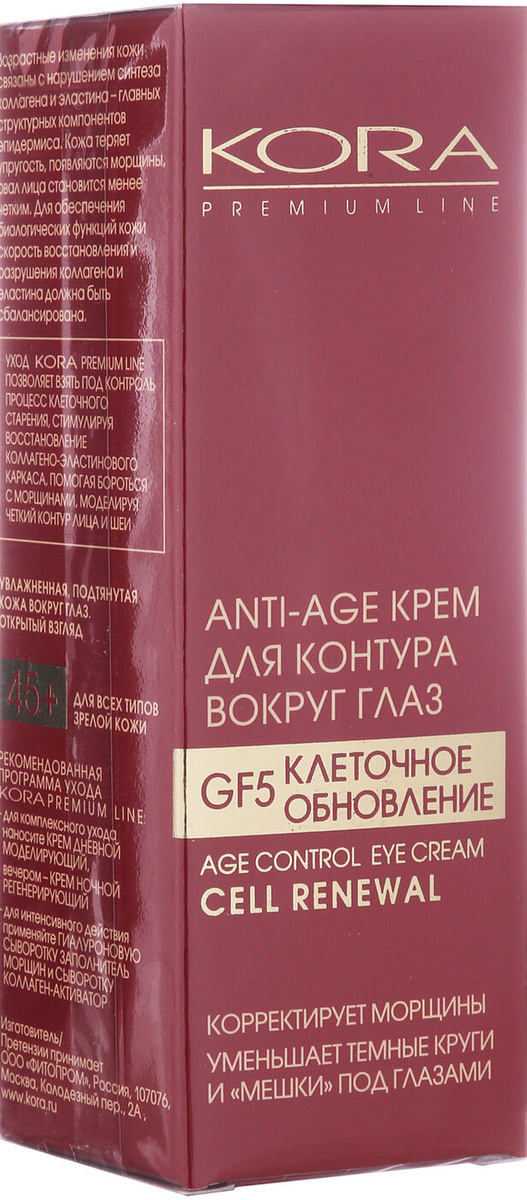 KORA
PREMIUM LINE
ANTI-AGE КРЕМ
ДЛЯ КОНТУРА
ВОКРУГ ГЛАЗ
GF5 КЛЕТОЧНОЕ
ОБНОВЛЕНИЕ
AGE CONTROL EYE CREAM
CELL RENEWAL
КОРРЕКТИРУЕТ МОРЩИНЫ
УМЕНЬШАЕТ ТЕМНЫЕ КРУГИ
И «МЕШКИ» ПОД ГЛАЗАМИ
Возрастные изменения кожи
связаны с нарушением синтеза
коллагена и эластина – главных
структурных компонентов
эпидермиса. Кожа теряет
упругость, появляются морщины,
овал лица становится менее
четким. Для обеспечения
биологических функций кожи
скорость восстановления и
разрушения коллагена и
эластина должна быть
сбалансирована.
УХОД KORA PREMIUM LINE
ПОЗВОЛЯЕТ ВЗЯТЬ ПОД КОНТРОЛЬ
ПРОЦЕСС КЛЕТОЧНОГО
СТАРЕНИЯ, СТИМУЛИРУЯ
ВОССТАНОВЛЕНИЕ
КОЛЛАГЕНО-ЭЛАСТИНОВОГО
КАРКАСА, ПОМОГАЯ БОРОТЬСЯ
С МОРЩИНАМИ, МОДЕЛИРУЯ
ЧЕТКИЙ КОНТУР ЛИЦА И ШЕИ
УВЛАЖНЕННАЯ, ПОДТЯНУТАЯ
КОЖА ВОКРУГ ГЛАЗ.
ОТКРЫТЫЙ ВЗГЛЯД
45+
ДЛЯ ВСЕХ ТИПОВ
ЗРЕЛОЙ КОЖИ
РЕКОМЕНДОВАННАЯ
ПРОГРАММА УХОДА
KORA PREMIUM LINE:
- для комплексного ухода
наносите КРЕМ ДНЕВНОЙ
МОДЕЛИРУЮЩИЙ,
вечером – КРЕМ НОЧНОЙ
РЕГЕНЕРИРУЮЩИЙ
- для интенсивного действия
применяйте ГИАЛУРОНОВУЮ
СЫВОРОТКУ ЗАПОЛНИТЕЛЬ
МОРЩИН и СЫВОРОТКУ
КОЛЛАГЕН-АКТИВАТОР
Изготовитель/
Претензии принимает
ООО «ФИТОПРОМ», Россия, 107076,
Москва, Колодезный пер., 2А ,
www.kora.ru